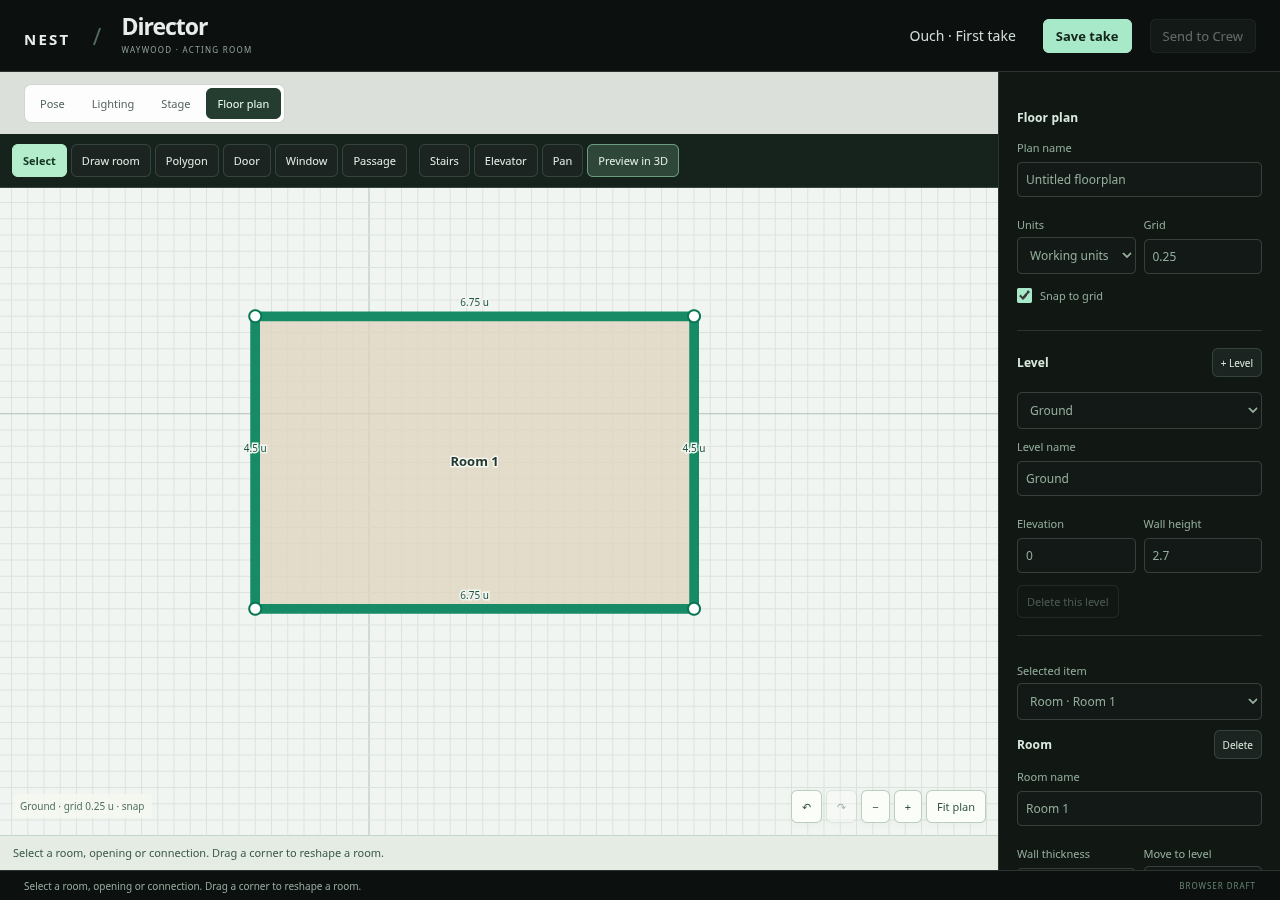 NEST / Director
WAYWOOD · ACTING ROOM
Ouch · First take
Save take
Send to Crew
Pose
Lighting
Stage
Floor plan
Select
Draw room
Polygon
Door
Window
Passage
Stairs
Elevator
Pan
Preview in 3D
6.75 u
4.5 u
4.5 u
Room 1
6.75 u
Ground · grid 0.25 u · snap
↶
↷
−
+
Fit plan
Select a room, opening or connection. Drag a corner to reshape a room.
Floor plan
Plan name
Untitled floorplan
Units
Grid
Working units
0.25
Snap to grid
Level
+ Level
Ground
Level name
Ground
Elevation
Wall height
0
2.7
Delete this level
Selected item
Room · Room 1
Room
Delete
Room name
Room 1
Wall thickness
Move to level
Select a room, opening or connection. Drag a corner to reshape a room.
BROWSER DRAFT